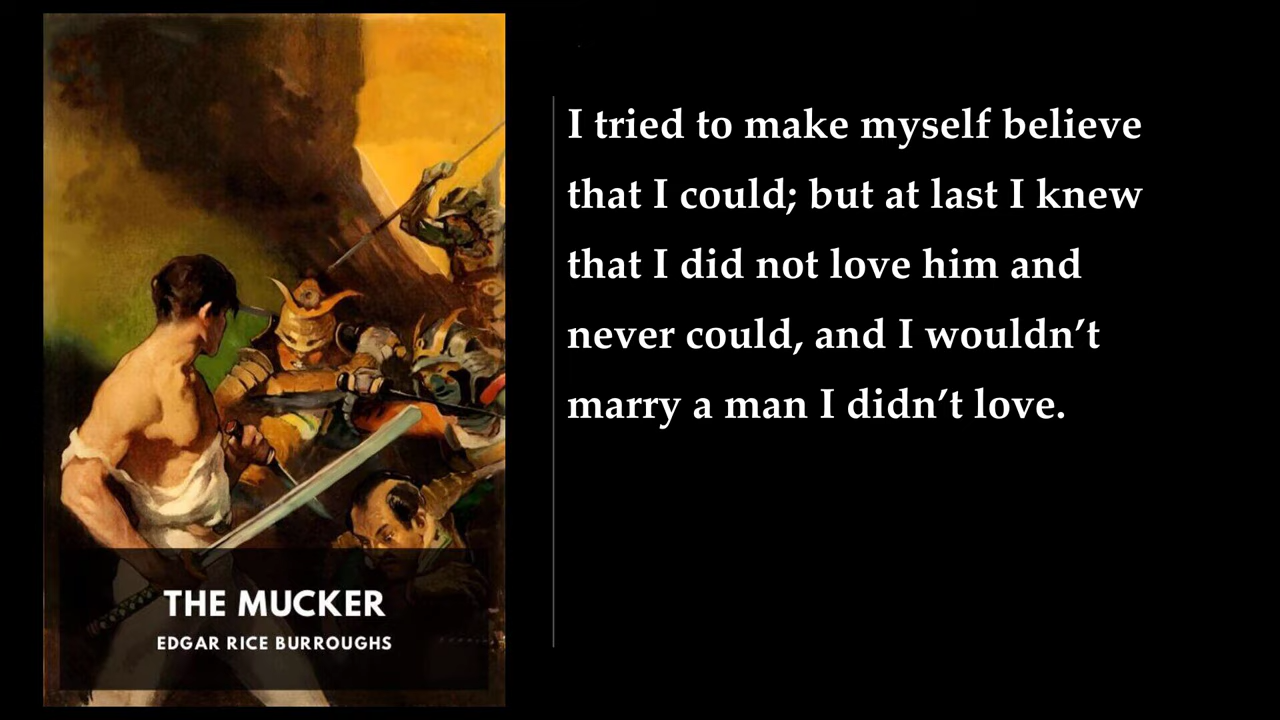 I tried to make myself believe
that I could; but at last I knew
that I did not love him and
never could, and I wouldn’t
marry a man I didn’t love.
THE MUCKER
EDGAR RICE BURROUGHS